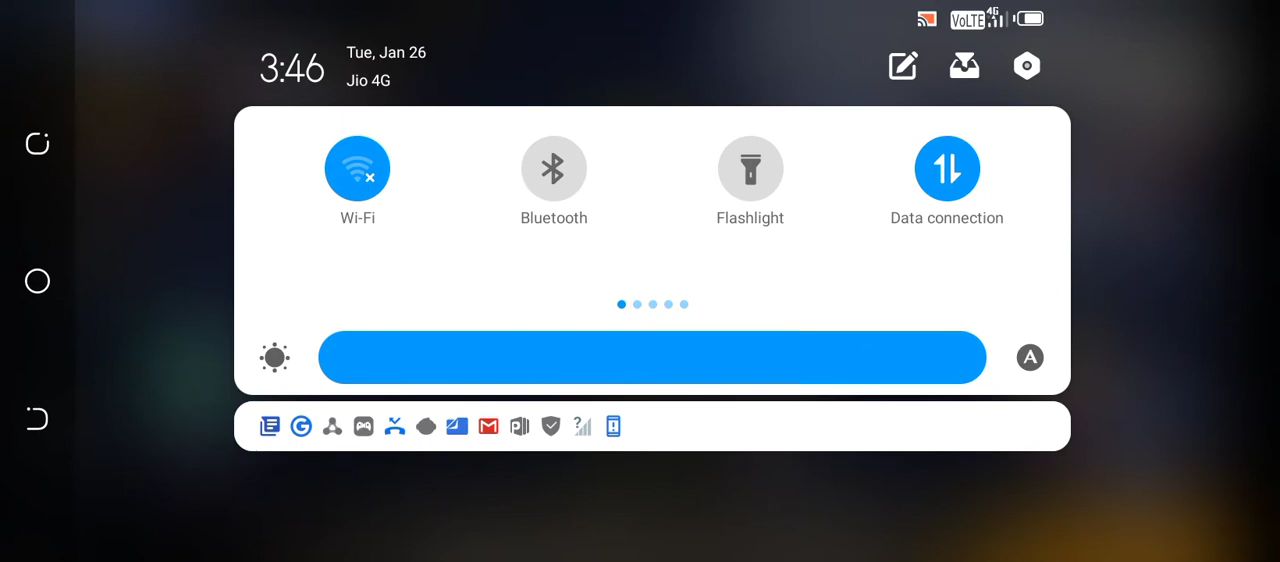 VoLTE 4G
3:46
Tue, Jan 26
Jio 4G
Wi-Fi
Bluetooth
Flashlight
Data connection
A